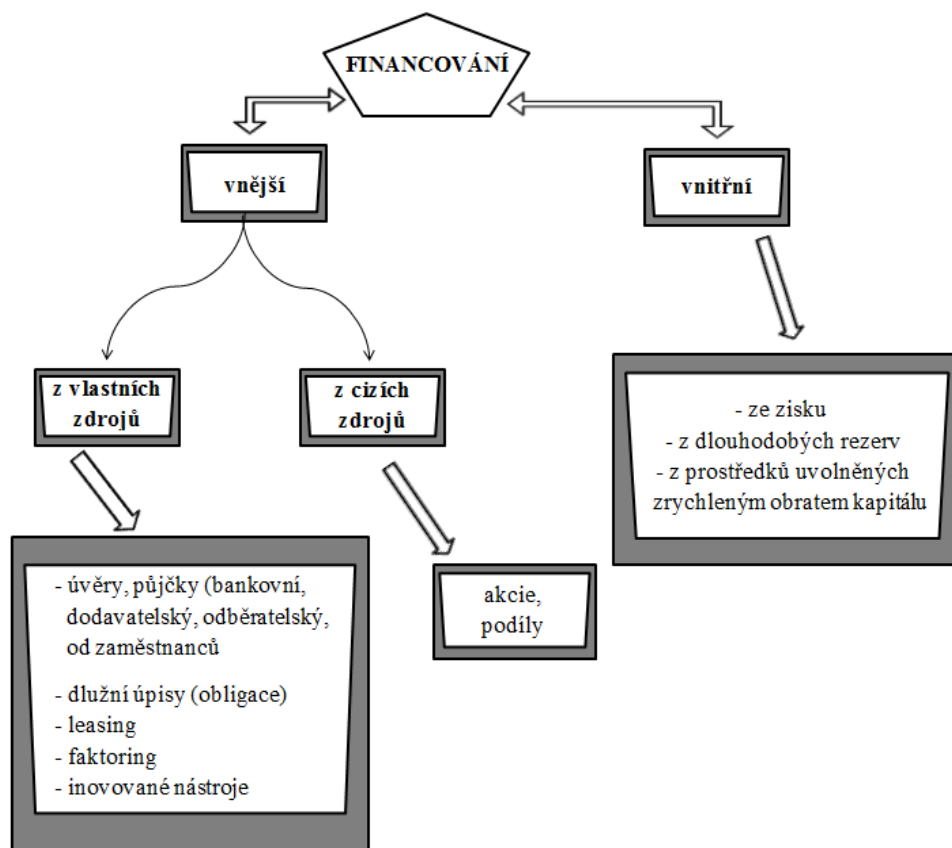 FINANCOVÁNÍ
vnější
vnitřní
z vlastních
zdrojů
z cizích
zdrojů
- ze zisku
- z dlouhodobých rezerv
- z prostředků uvolněných
zrychleným obratem kapitálu
- úvěry, půjčky (bankovní,
dodavatelský, odběratelský,
od zaměstnanců
- dlužní úpisy (obligace)
- leasing
- faktoring
- inovované nástroje
akcie,
podíly